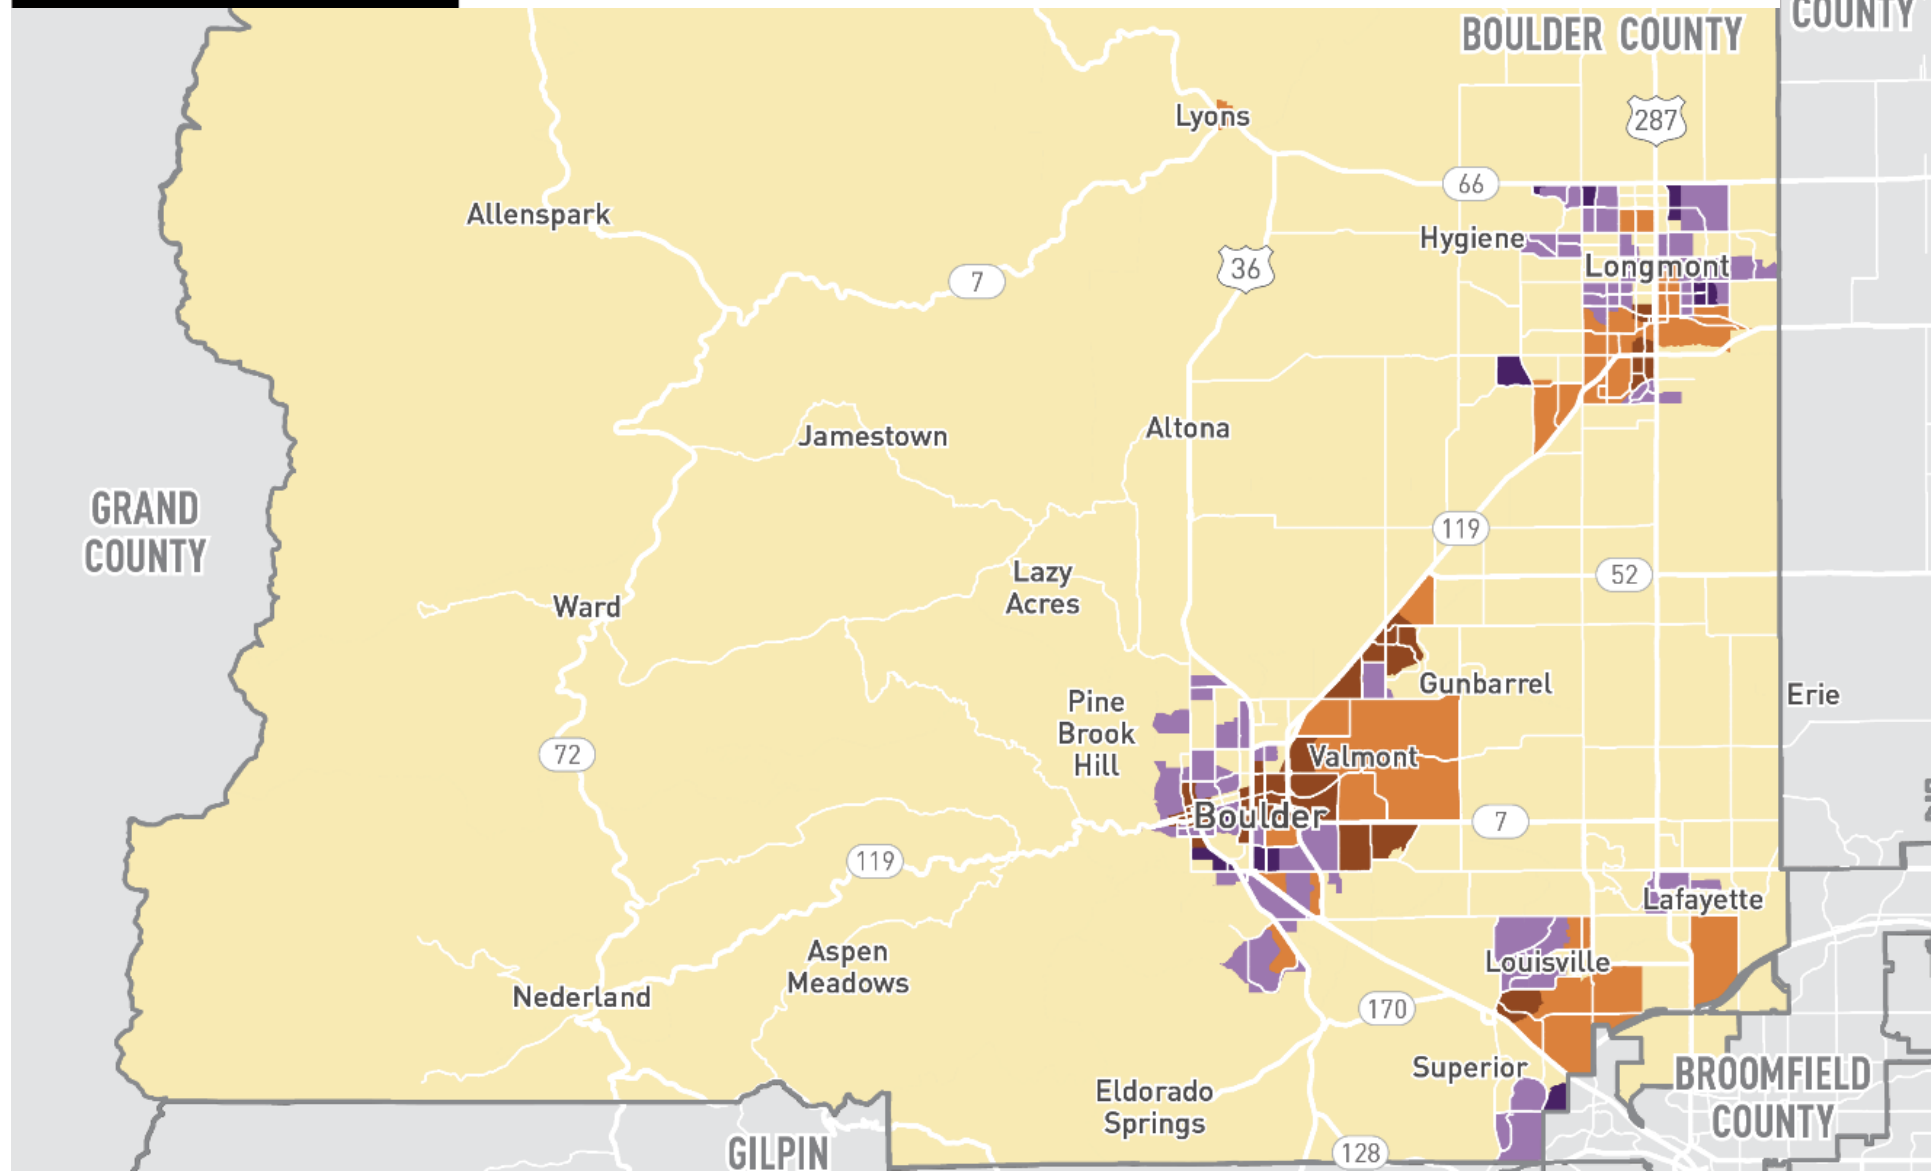 COUNTY
BOULDER COUNTY
Lyons
287
66
Allenspark
Hygiene
Longmont
36
7
Jamestown
Altona
GRAND
COUNTY
119
Lazy
Acres
52
Ward
Gunbarrel
Pine
Brook
Hill
Erie
72
Valmont
Boulder
7
119
Lafayette
Aspen
Meadows
Louisville
Nederland
170
Superior
Eldorado
Springs
BROOMFIELD
COUNTY
GILPIN
128